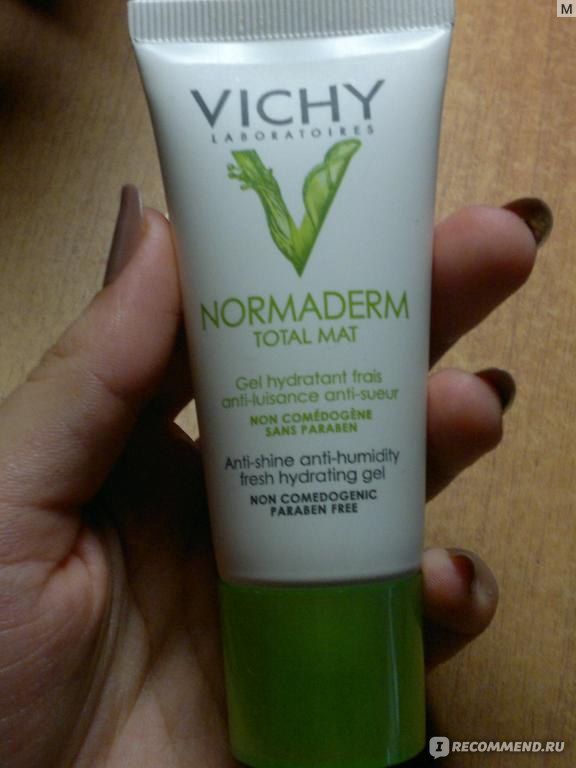 M
VICHY
LABORATOIRES
NORMADERM
TOTAL MAT
Gel hydratant frais
anti-luisance anti-sueur
NON COMÉDOGÈNE
SANS PARABEN
Anti-shine anti-humidity
fresh hydrating gel
NON COMEDOGENIC
PARABEN FREE
IRECOMMEND.RU